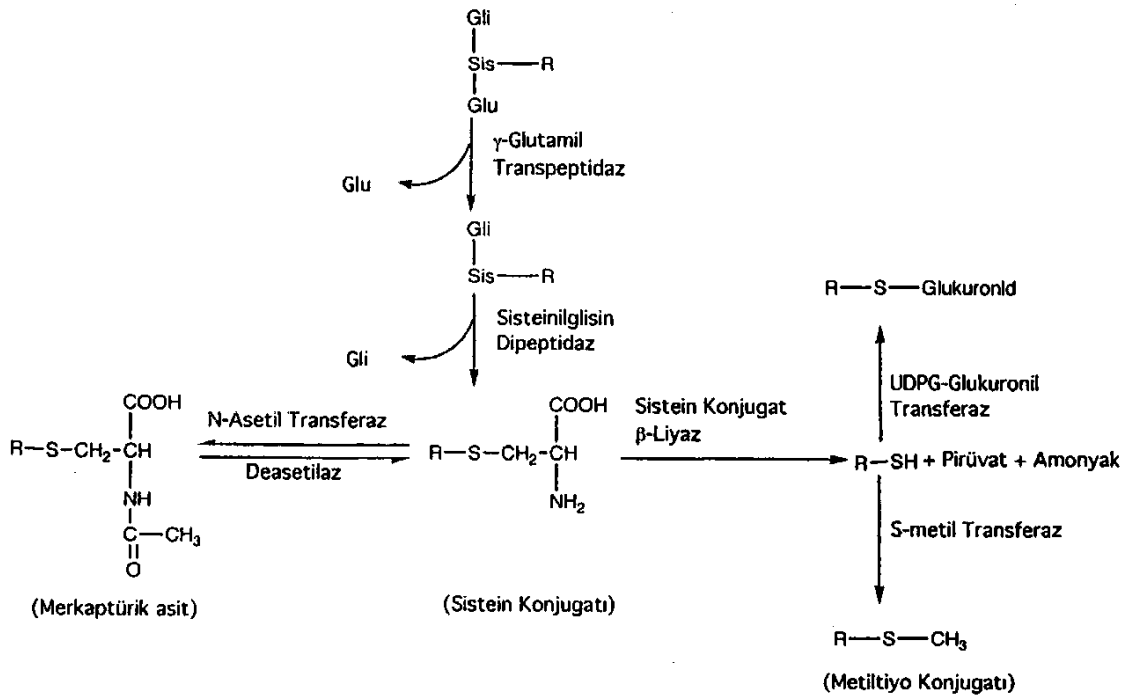 Gli
Sis—R
Glu
γ-Glutamil
Transpeptidaz
Glu
Gli
Sis—R
Sisteinilglisin
Dipeptidaz
Gli
R—S—Glukuronid
UDPG-Glukuronil
Transferaz
COOH
R—S—CH₂—CH
NH
C—CH₃
O
(Merkaptürik asit)
N-Asetil Transferaz
Deasetilaz
COOH
R—S—CH₂—CH
NH₂
(Sistein Konjugatı)
Sistein Konjugat
β-Liyaz
R—SH + Pirüvat + Amonyak
S-metil Transferaz
R—S—CH₃
(Metiltiyo Konjugatı)